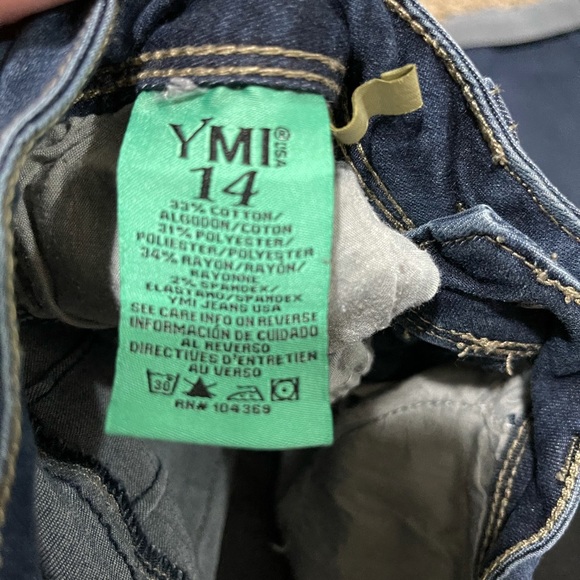 YMI® USA
14
33% COTTON/
ALGODON/COTON
31% POLYESTER/
POLIESTER/POLYESTER
34% RAYON/RAYON/
RAYONNE
2% SPANDEX/
ELASTANO/SPANDEX
YMI JEANS USA
SEE CARE INFO ON REVERSE
INFORMACIÓN DE CUIDADO
AL REVERSO
DIRECTIVES D'ENTRETIEN
AU VERSO
30
RN# 104369